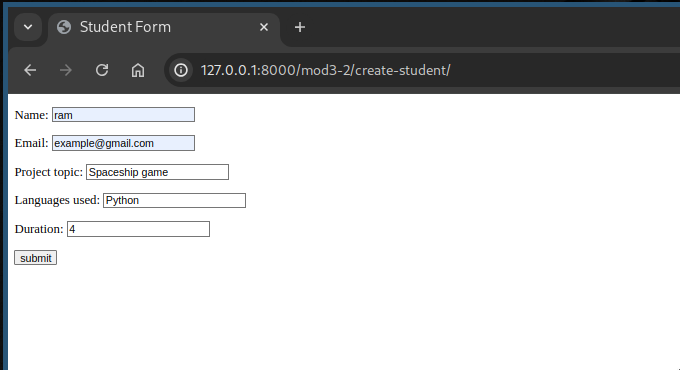 Student Form
127.0.0.1:8000/mod3-2/create-student/
Name: ram
Email: example@gmail.com
Project topic: Spaceship game
Languages used: Python
Duration: 4
submit